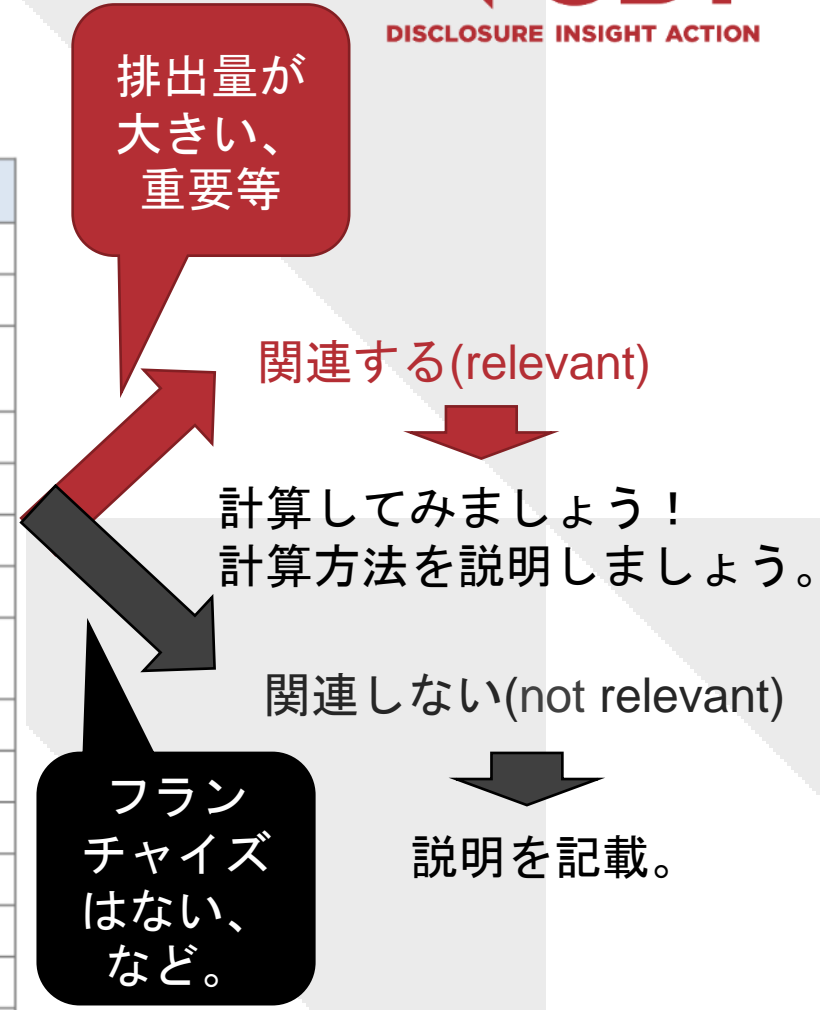 DISCLOSURE INSIGHT ACTION
排出量が
大きい、
重要等
関連する(relevant)
計算してみましょう！
計算方法を説明しましょう。
関連しない(not relevant)
フラン
チャイズ
はない、
など。
説明を記載。